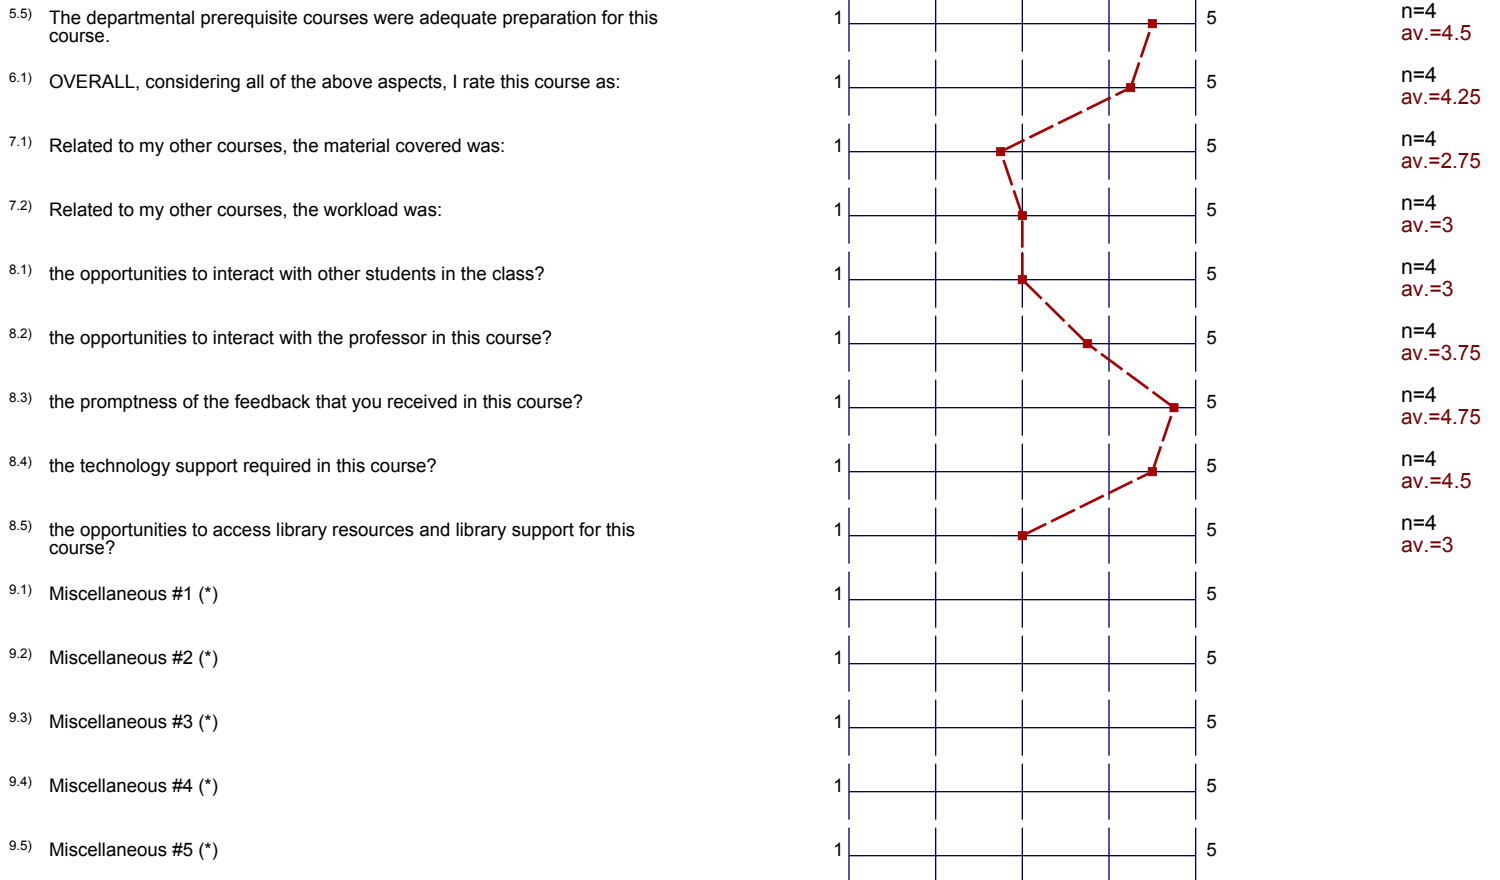 5.5) The departmental prerequisite courses were adequate preparation for this
course.
1 5
n=4
av.=4.5
6.1) OVERALL, considering all of the above aspects, I rate this course as:
1 5
n=4
av.=4.25
7.1) Related to my other courses, the material covered was:
1 5
n=4
av.=2.75
7.2) Related to my other courses, the workload was:
1 5
n=4
av.=3
8.1) the opportunities to interact with other students in the class?
1 5
n=4
av.=3
8.2) the opportunities to interact with the professor in this course?
1 5
n=4
av.=3.75
8.3) the promptness of the feedback that you received in this course?
1 5
n=4
av.=4.75
8.4) the technology support required in this course?
1 5
n=4
av.=4.5
8.5) the opportunities to access library resources and library support for this
course?
1 5
n=4
av.=3
9.1) Miscellaneous #1 (*)
1 5
9.2) Miscellaneous #2 (*)
1 5
9.3) Miscellaneous #3 (*)
1 5
9.4) Miscellaneous #4 (*)
1 5
9.5) Miscellaneous #5 (*)
1 5